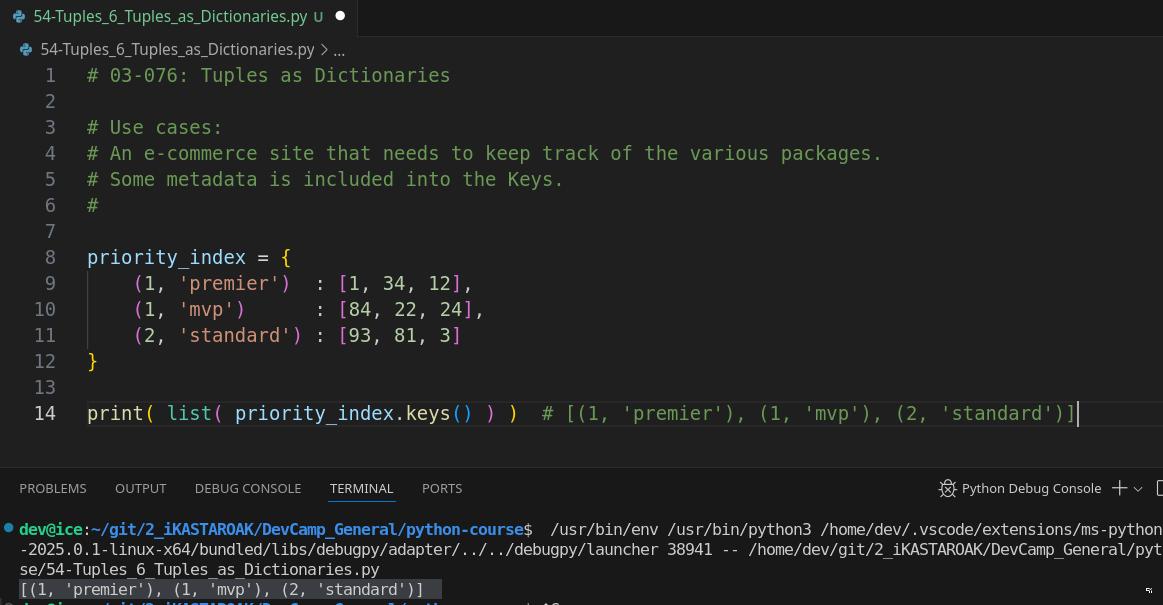 54-Tuples_6_Tuples_as_Dictionaries.py U
54-Tuples_6_Tuples_as_Dictionaries.py > ...
1 # 03-076: Tuples as Dictionaries
2
3 # Use cases:
4 # An e-commerce site that needs to keep track of the various packages.
5 # Some metadata is included into the Keys.
6 #
7
8 priority_index = {
9 (1, 'premier') : [1, 34, 12],
10 (1, 'mvp') : [84, 22, 24],
11 (2, 'standard') : [93, 81, 3]
12 }
13
14 print( list( priority_index.keys() ) ) # [(1, 'premier'), (1, 'mvp'), (2, 'standard')]
PROBLEMS OUTPUT DEBUG CONSOLE TERMINAL PORTS Python Debug Console
dev@ice:~/git/2_iKASTAROAK/DevCamp_General/python-course$ /usr/bin/env /usr/bin/python3 /home/dev/.vscode/extensions/ms-python
-2025.0.1-linux-x64/bundled/libs/debugpy/adapter/../../debugpy/launcher 38941 -- /home/dev/git/2_iKASTAROAK/DevCamp_General/pyt
se/54-Tuples_6_Tuples_as_Dictionaries.py
[(1, 'premier'), (1, 'mvp'), (2, 'standard')]